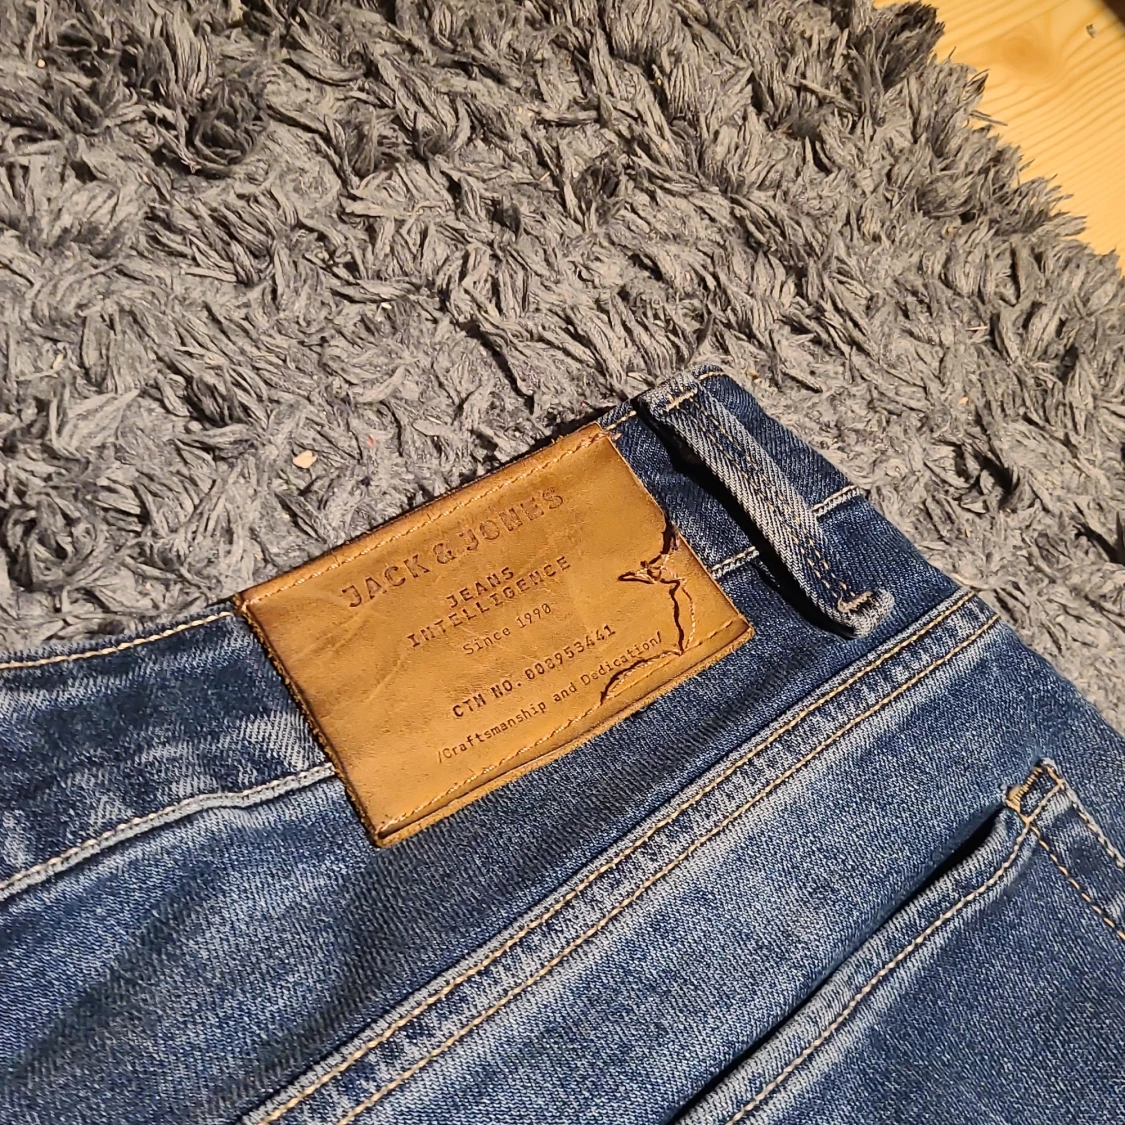 JACK & JONES
JEANS
INTELLIGENCE
Since 1990
CTN NO. 003953441
/Craftsmanship and Dedication/